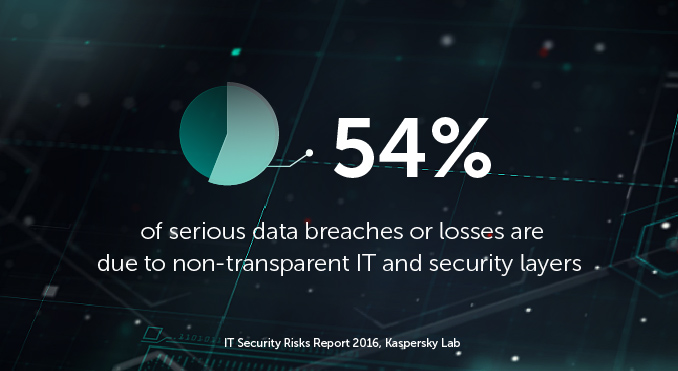 54%
of serious data breaches or losses are
due to non-transparent IT and security layers
IT Security Risks Report 2016, Kaspersky Lab